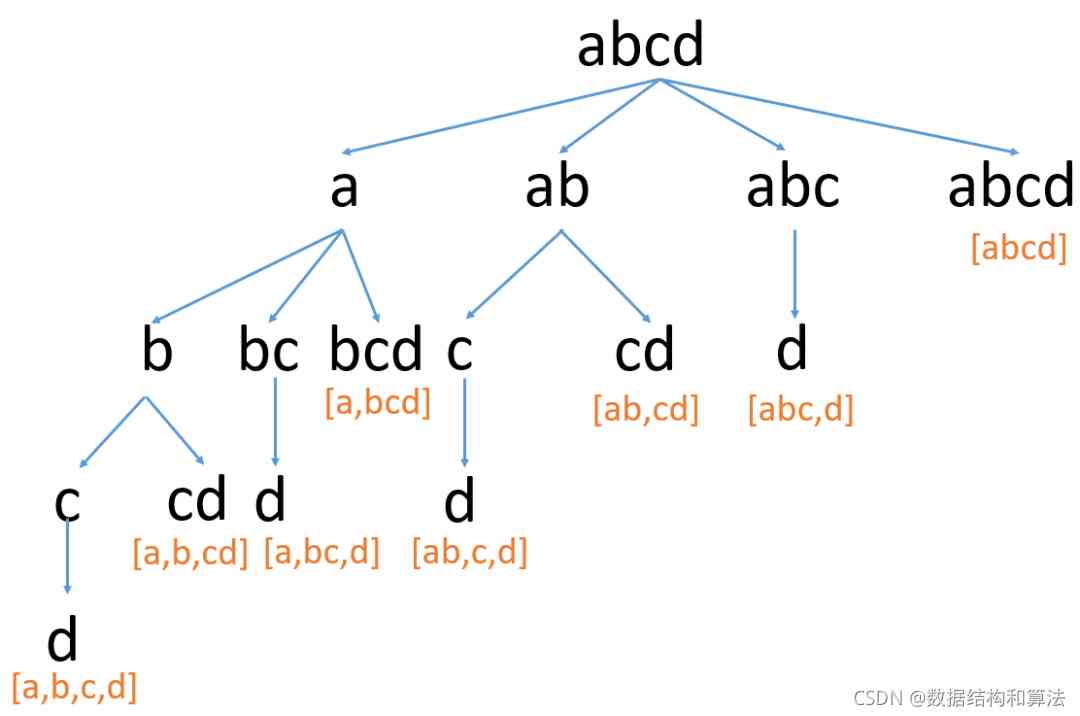 abcd
a ab abc abcd
[abcd]
b bc bcd c cd d
[a,bcd] [ab,cd] [abc,d]
c cd d d
[a,b,cd] [a,bc,d] [ab,c,d]
d
[a,b,c,d]
CSDN @数据结构和算法